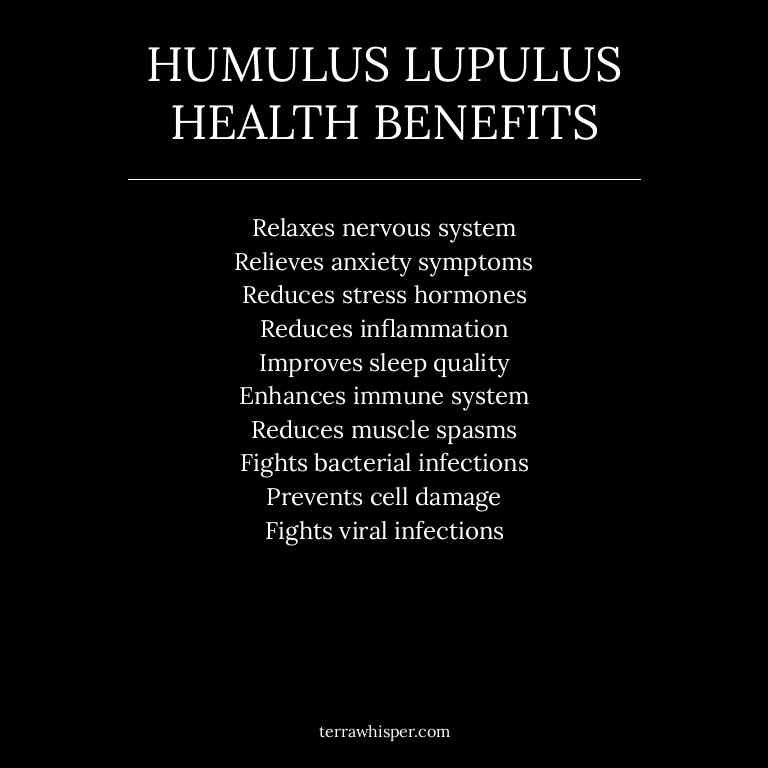 HUMULUS LUPULUS
HEALTH BENEFITS
Relaxes nervous system
Relieves anxiety symptoms
Reduces stress hormones
Reduces inflammation
Improves sleep quality
Enhances immune system
Reduces muscle spasms
Fights bacterial infections
Prevents cell damage
Fights viral infections
terrawhisper.com